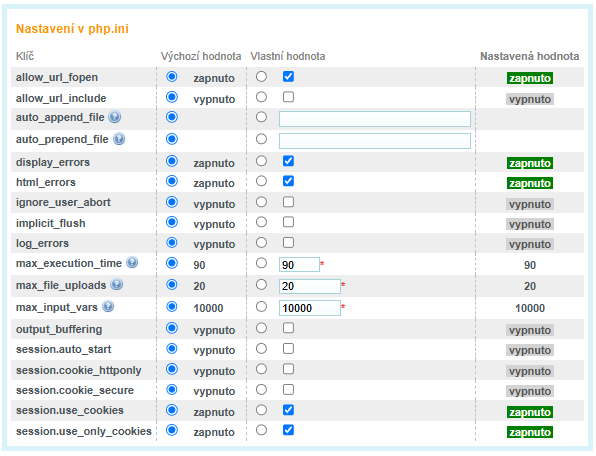 Nastavení v php.ini
Klíč Výchozí hodnota Vlastní hodnota Nastavená hodnota
allow_url_fopen zapnuto zapnuto
allow_url_include vypnuto vypnuto
auto_append_file ?
auto_prepend_file ?
display_errors zapnuto zapnuto
html_errors zapnuto zapnuto
ignore_user_abort vypnuto vypnuto
implicit_flush vypnuto vypnuto
log_errors vypnuto vypnuto
max_execution_time ? 90 90* 90
max_file_uploads ? 20 20* 20
max_input_vars ? 10000 10000* 10000
output_buffering vypnuto vypnuto
session.auto_start vypnuto vypnuto
session.cookie_httponly vypnuto vypnuto
session.cookie_secure vypnuto vypnuto
session.use_cookies zapnuto zapnuto
session.use_only_cookies zapnuto zapnuto